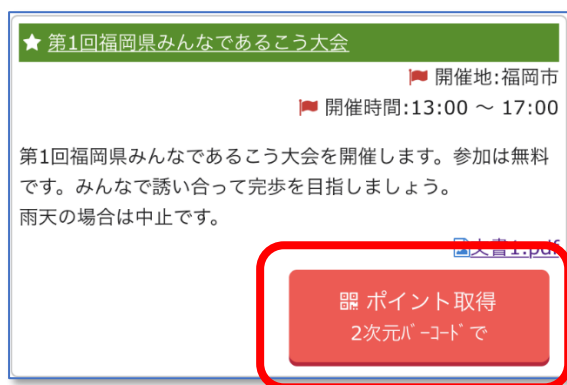 ★ 第1回福岡県みんなであるこう大会
開催地:福岡市
開催時間:13:00 ～ 17:00
第1回福岡県みんなであるこう大会を開催します。参加は無料
です。みんなで誘い合って完歩を目指しましょう。
雨天の場合は中止です。
文書1.pdf
ポイント取得
2次元ﾊﾞｰｺｰﾄﾞで